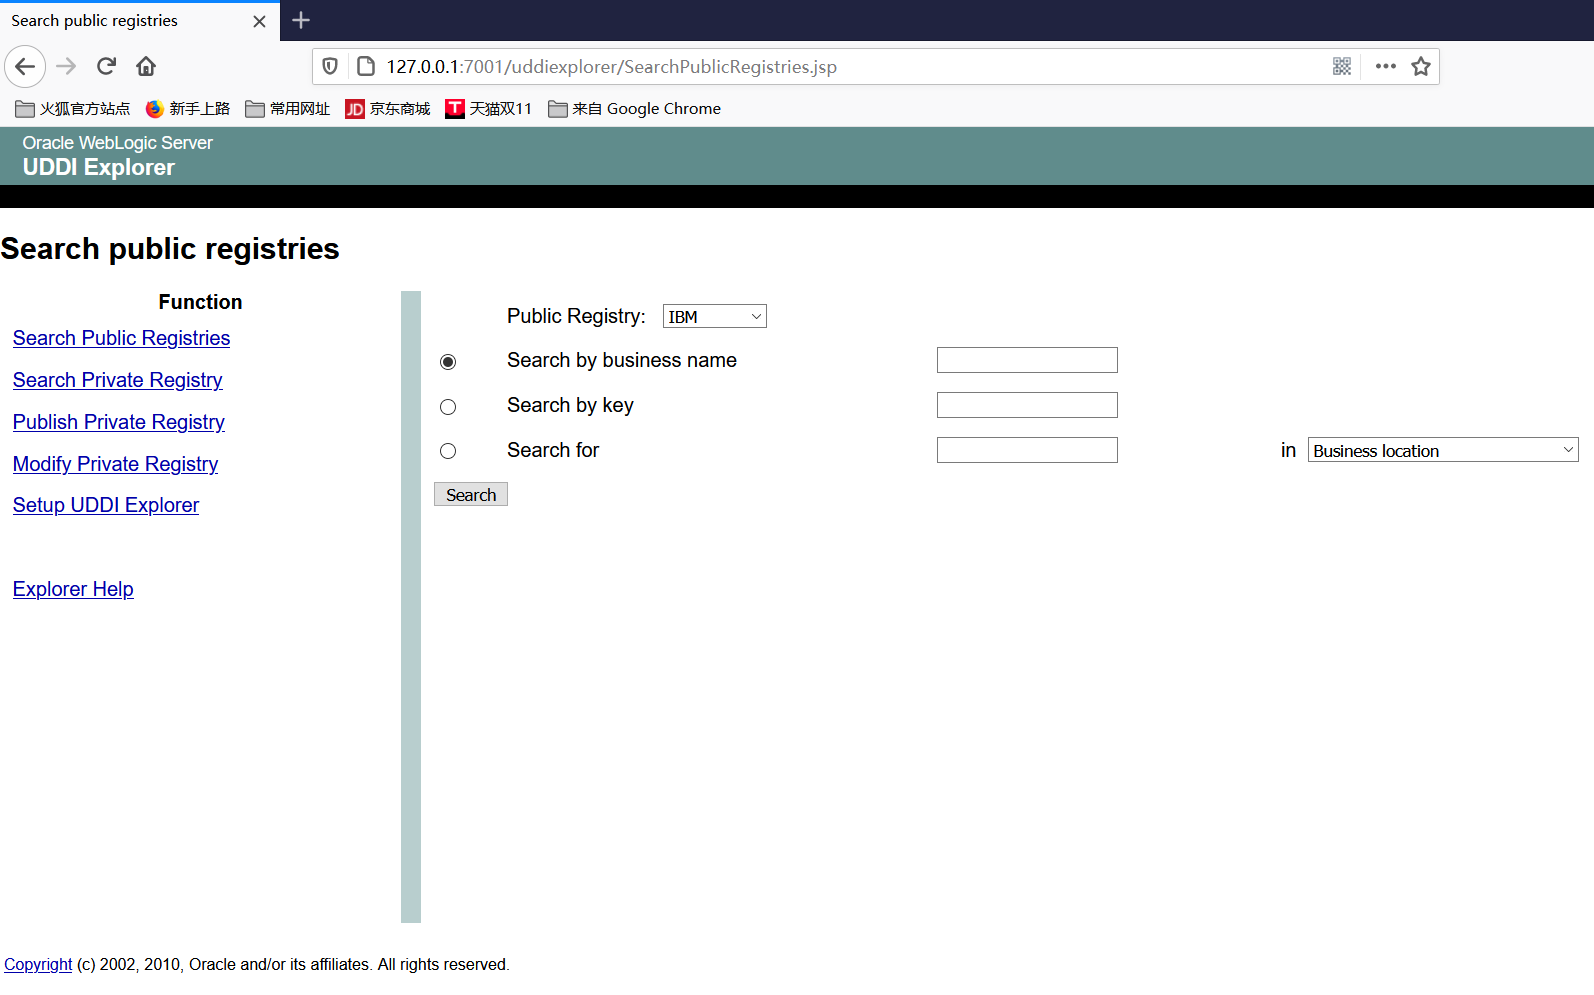 Search public registries
127.0.0.1:7001/uddiexplorer/SearchPublicRegistries.jsp
火狐官方站点 新手上路 常用网址 JD 京东商城 T 天猫双11 来自 Google Chrome
Oracle WebLogic Server
UDDI Explorer
Search public registries
Function
Search Public Registries
Search Private Registry
Publish Private Registry
Modify Private Registry
Setup UDDI Explorer
Explorer Help
Public Registry: IBM
Search by business name
Search by key
Search for in Business location
Search
Copyright (c) 2002, 2010, Oracle and/or its affiliates. All rights reserved.